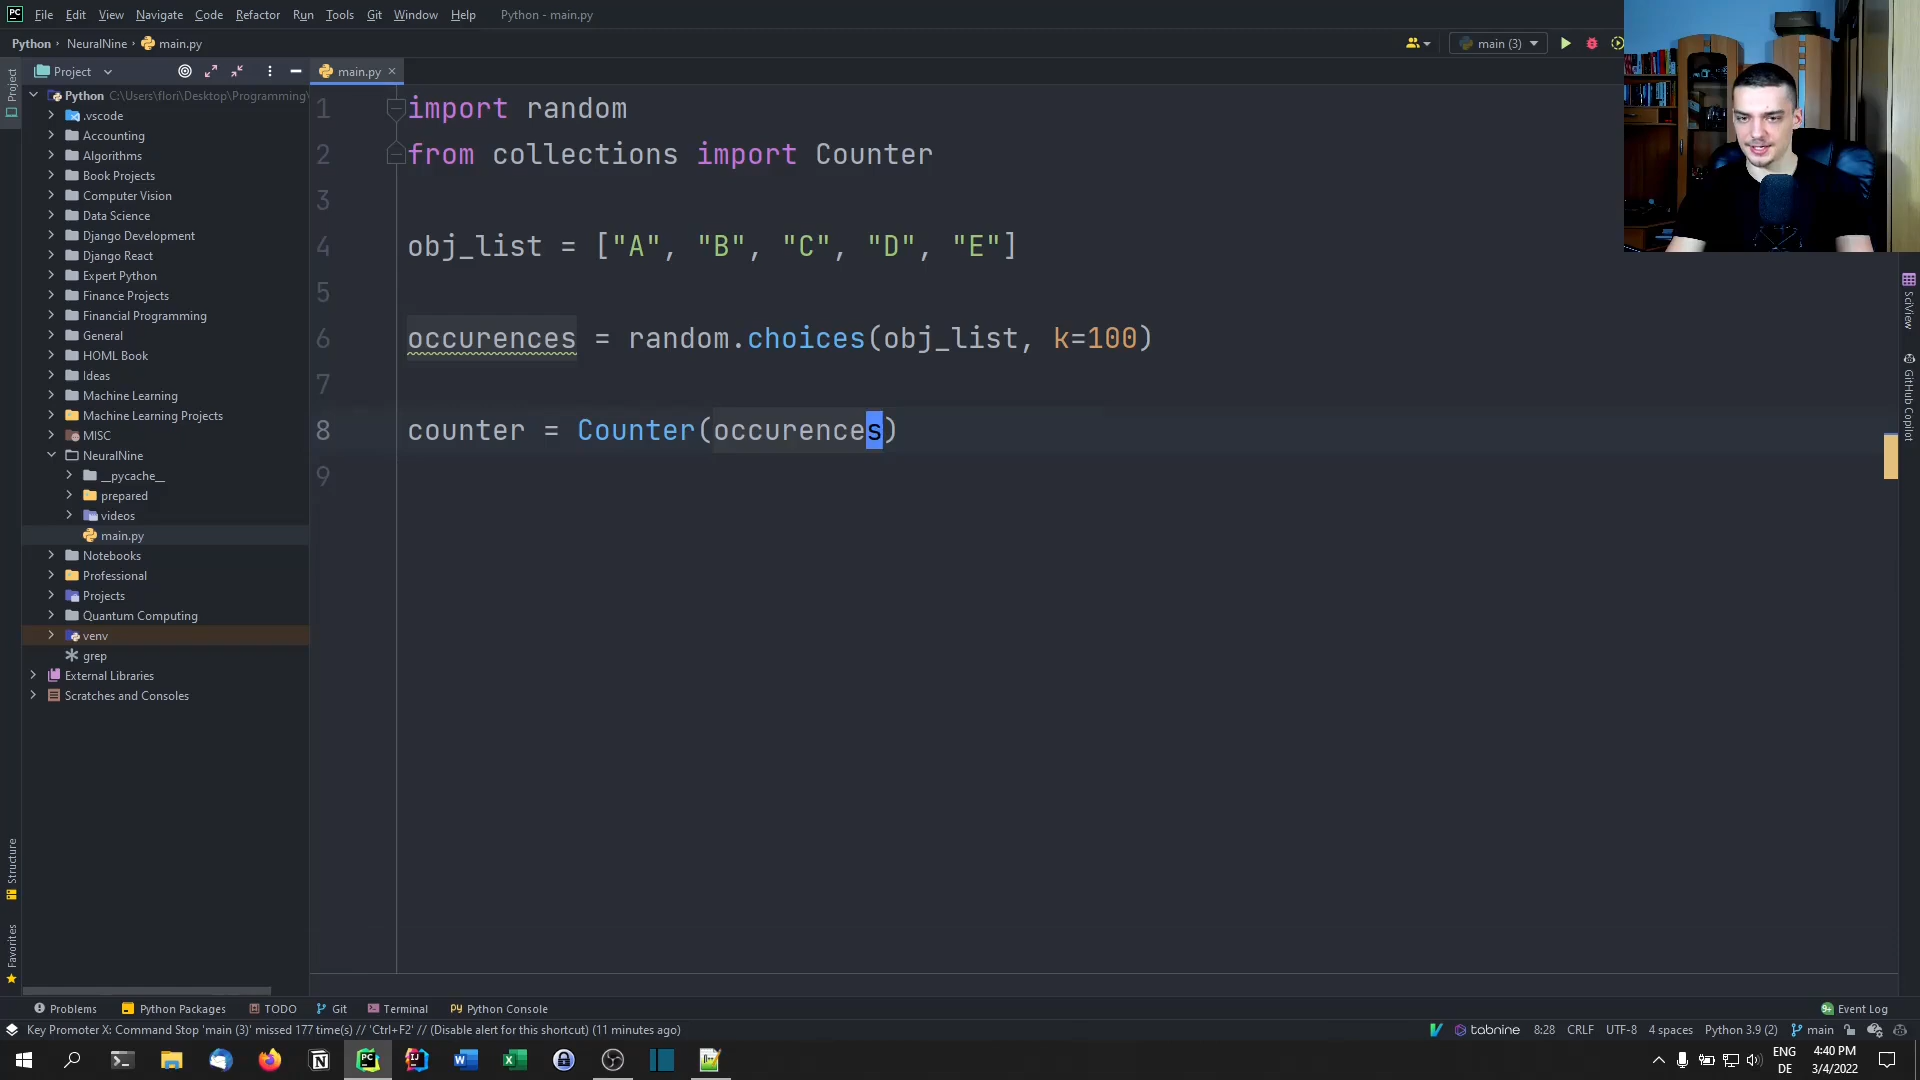 File Edit View Navigate Code Refactor Run Tools Git Window Help Python - main.py
Python NeuralNine main.py
main (3)
Project
main.py
Project
Python C:\Users\flori\Desktop\Programming\
.vscode
Accounting
Algorithms
Book Projects
Computer Vision
Data Science
Django Development
Django React
Expert Python
Finance Projects
Financial Programming
General
HOML Book
Ideas
Machine Learning
Machine Learning Projects
MISC
NeuralNine
__pycache__
prepared
videos
main.py
Notebooks
Professional
Projects
Quantum Computing
venv
grep
External Libraries
Scratches and Consoles
Structure
Favorites
1 import random
2 from collections import Counter
3
4 obj_list = ["A", "B", "C", "D", "E"]
5
6 occurences = random.choices(obj_list, k=100)
7
8 counter = Counter(occurences)
9
SciView
GitHub Copilot
Problems Python Packages TODO Git Terminal Python Console Event Log
Key Promoter X: Command Stop 'main (3)' missed 177 time(s) // 'Ctrl+F2' // (Disable alert for this shortcut) (11 minutes ago)
tabnine 8:28 CRLF UTF-8 4 spaces Python 3.9 (2) main
ENG
DE
4:40 PM
3/4/2022